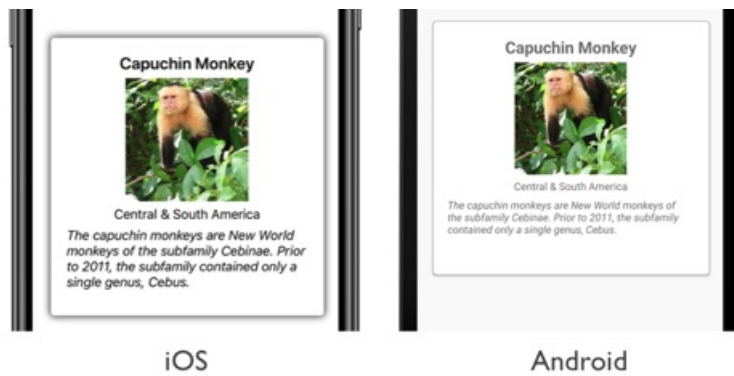 Capuchin Monkey
Central & South America
The capuchin monkeys are New World
monkeys of the subfamily Cebinae. Prior
to 2011, the subfamily contained only a
single genus, Cebus.
iOS
Capuchin Monkey
Central & South America
The capuchin monkeys are New World monkeys of
the subfamily Cebinae. Prior to 2011, the subfamily
contained only a single genus, Cebus.
Android